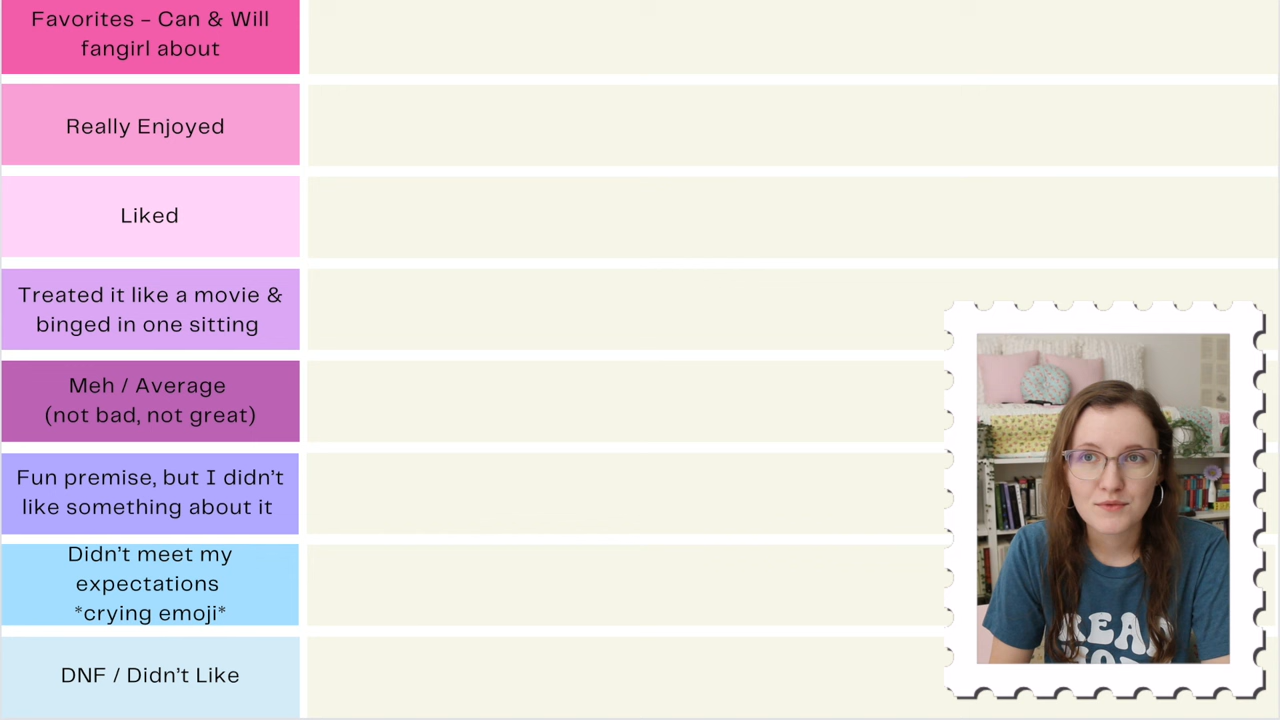 Favorites – Can & Will
fangirl about
Really Enjoyed
Liked
Treated it like a movie &
binged in one sitting
Meh / Average
(not bad, not great)
Fun premise, but I didn't
like something about it
Didn't meet my
expectations
*crying emoji*
DNF / Didn't Like
READ